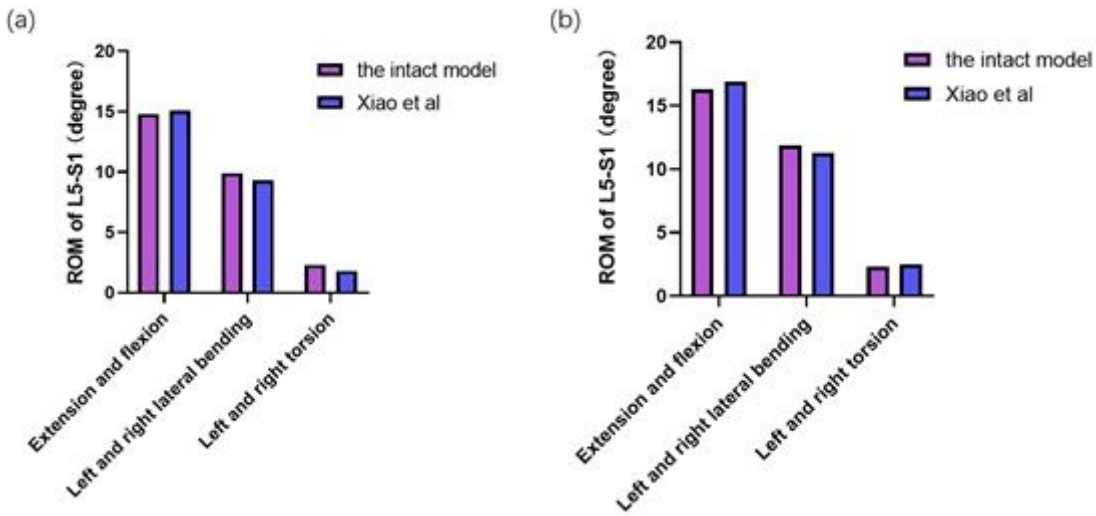 (a)
20
15
10
5
0
ROM of L5-S1 （degree）
the intact model
Xiao et al
Extension and flexion
Left and right lateral bending
Left and right torsion
(b)
20
15
10
5
0
ROM of L5-S1 （degree）
the intact model
Xiao et al
Extension and flexion
Left and right lateral bending
Left and right torsion